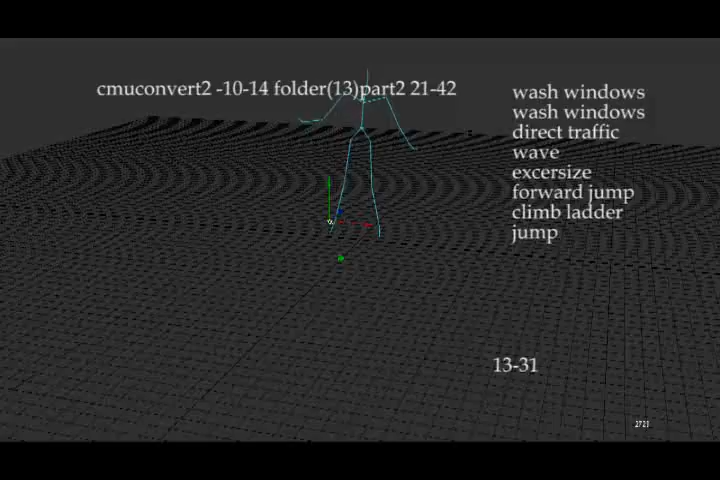 cmuconvert2 -10-14 folder(13)part2 21-42
wash windows
wash windows
direct traffic
wave
excersize
forward jump
climb ladder
jump
13-31
2723